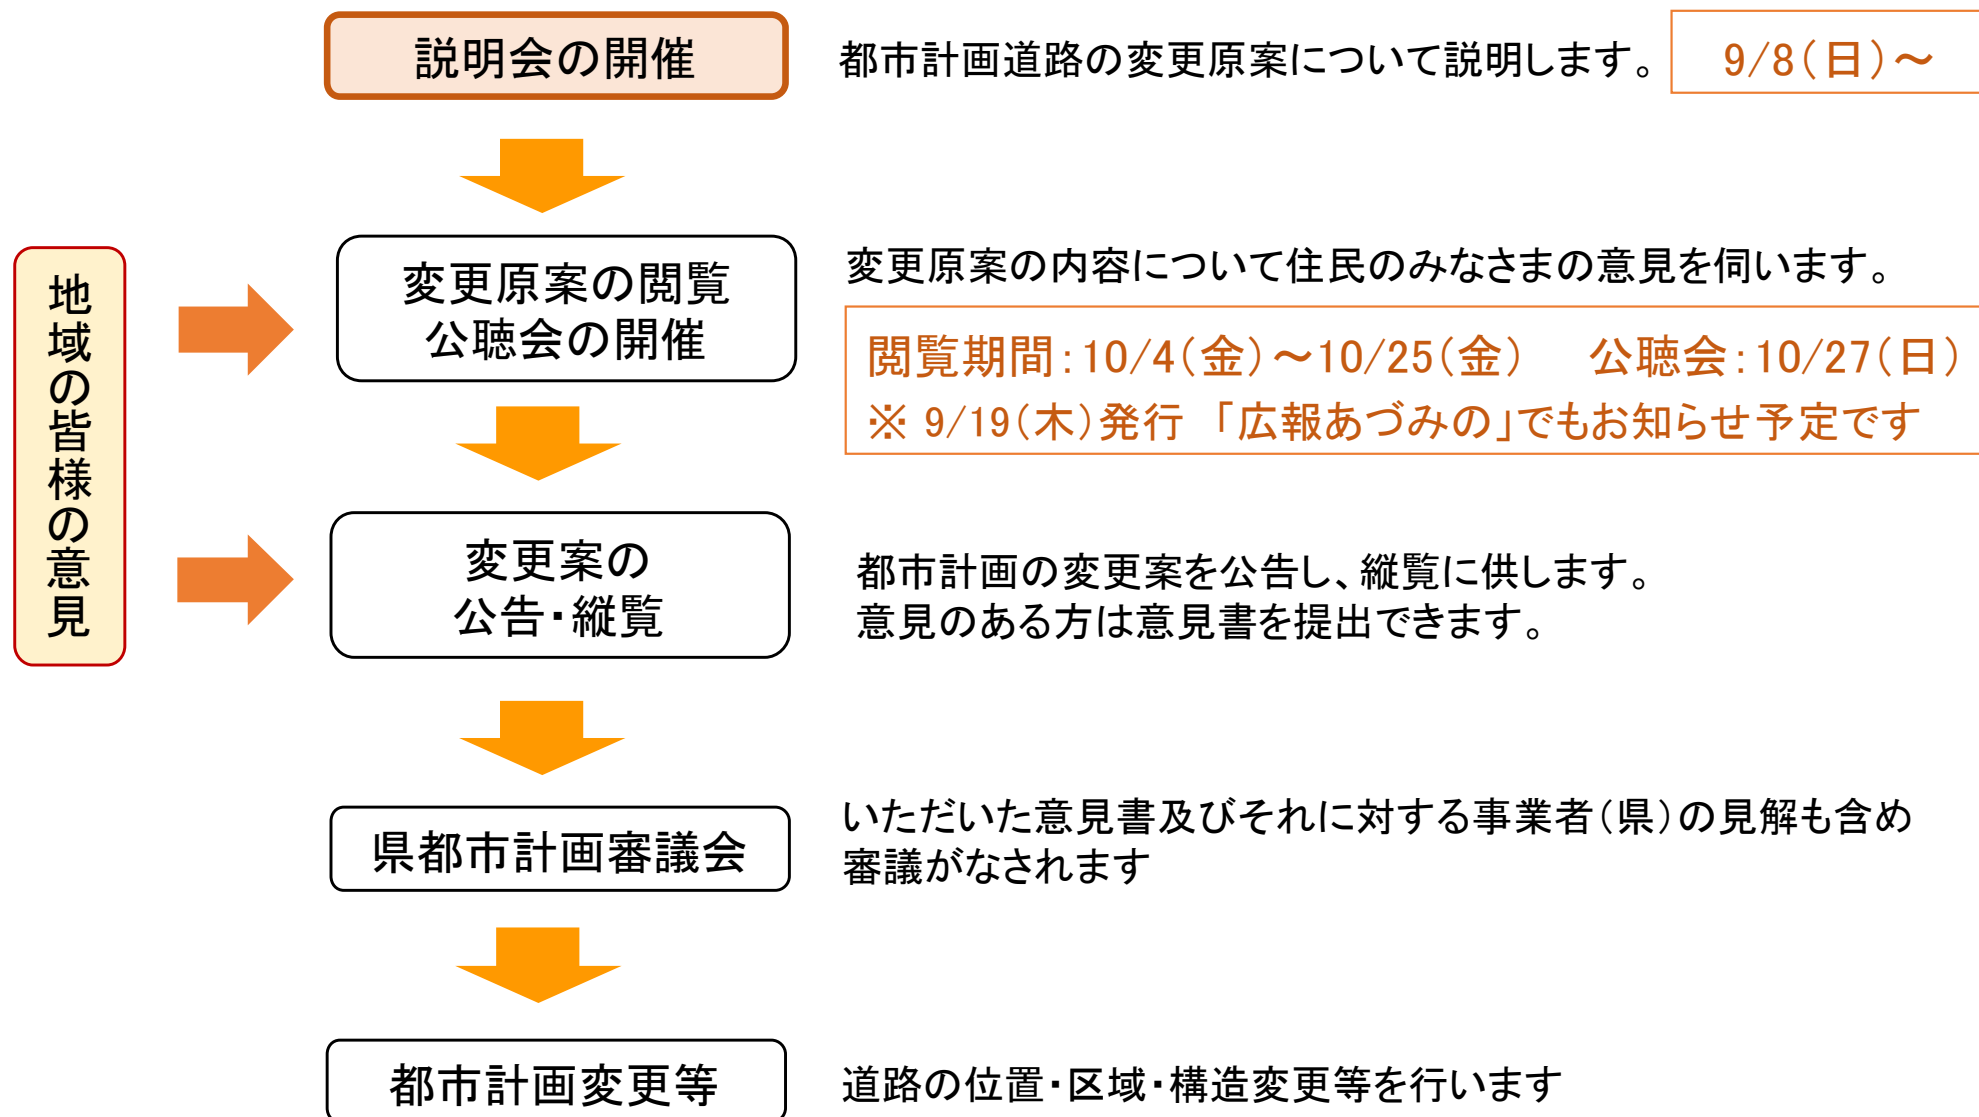 説明会の開催
都市計画道路の変更原案について説明します。
9/8(日)～
地域の皆様の意見
変更原案の閲覧
公聴会の開催
変更原案の内容について住民のみなさまの意見を伺います。
閲覧期間:10/4(金)～10/25(金)　公聴会:10/27(日)
※ 9/19(木)発行 「広報あづみの」でもお知らせ予定です
変更案の
公告・縦覧
都市計画の変更案を公告し、縦覧に供します。
意見のある方は意見書を提出できます。
県都市計画審議会
いただいた意見書及びそれに対する事業者(県)の見解も含め
審議がなされます
都市計画変更等
道路の位置・区域・構造変更等を行います